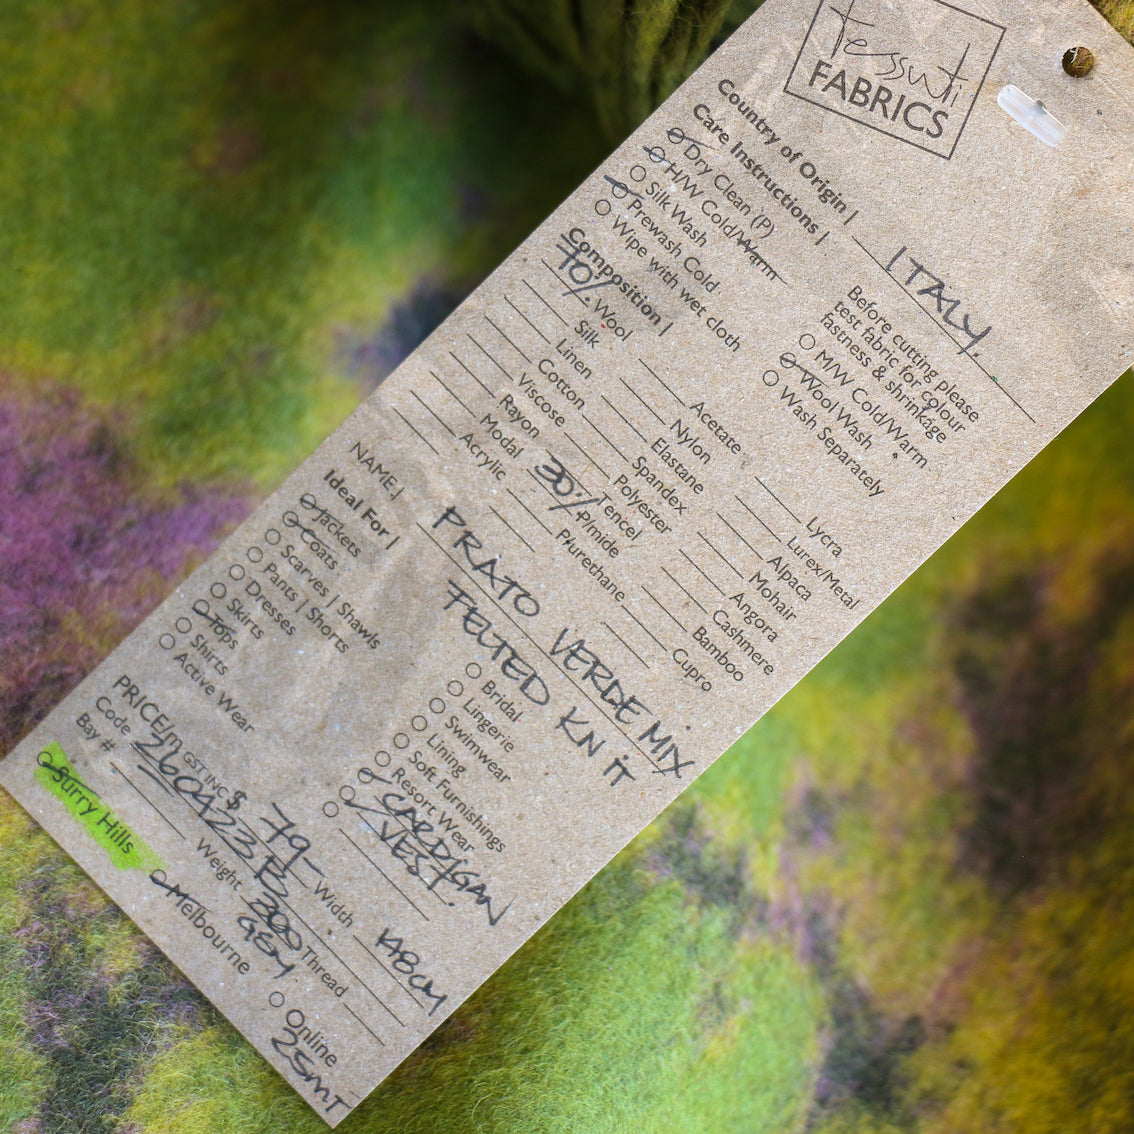 Tessuti
FABRICS
Country of Origin | ITALY.
Care Instructions |
Dry Clean (P)
H/W Cold/Warm
Silk Wash
Prewash Cold
Wipe with wet cloth
Before cutting please
test fabric for colour
fastness & shrinkage
M/W Cold/Warm
Wool Wash
Wash Separately
Composition |
70% Wool
Silk
Linen
Cotton
Viscose
Rayon
Modal
Acrylic
Acetate
Nylon
Elastane
Spandex
Polyester
Tencel
30% P/mide
P/urethane
Lycra
Lurex/Metal
Alpaca
Mohair
Angora
Cashmere
Bamboo
Cupro
NAME | PRATO VERDE MIX
FELTED KNIT
Ideal For |
Jackets
Coats
Scarves | Shawls
Pants | Shorts
Dresses
Skirts
Tops
Shirts
Active Wear
Bridal
Lingerie
Swimwear
Lining
Soft Furnishings
Resort Wear
CARDIGAN
VEST.
PRICE/m GST INC $ 79- Width 148CM
Code 260423B
Bay # Weight 300 Thread
GSM
Surry Hills
Melbourne
Online
25MT